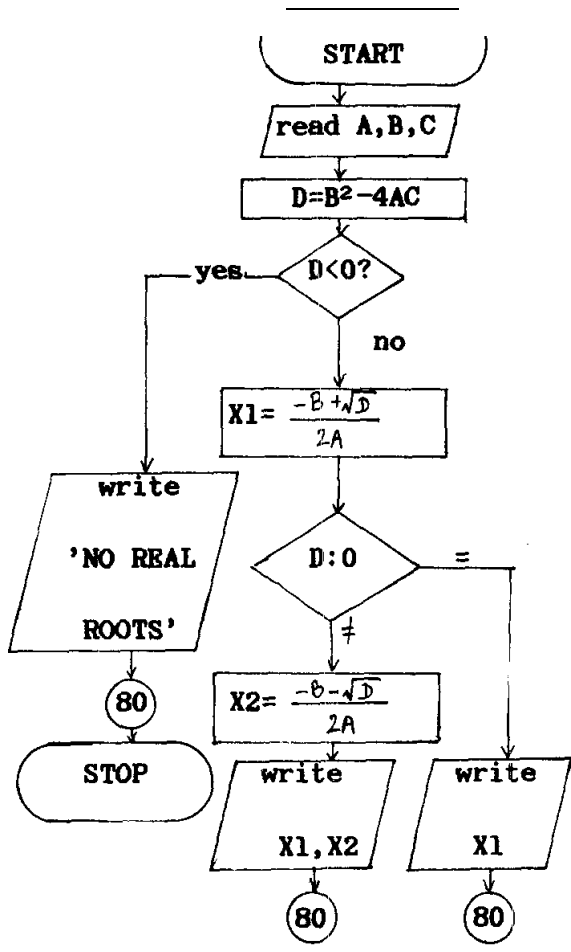 START
read A,B,C
D=B²-4AC
D<0?
yes
no
X1= -B+√D
2A
write
'NO REAL
ROOTS'
80
STOP
D:0
=
≠
X2= -B-√D
2A
write
X1,X2
80
write
X1
80